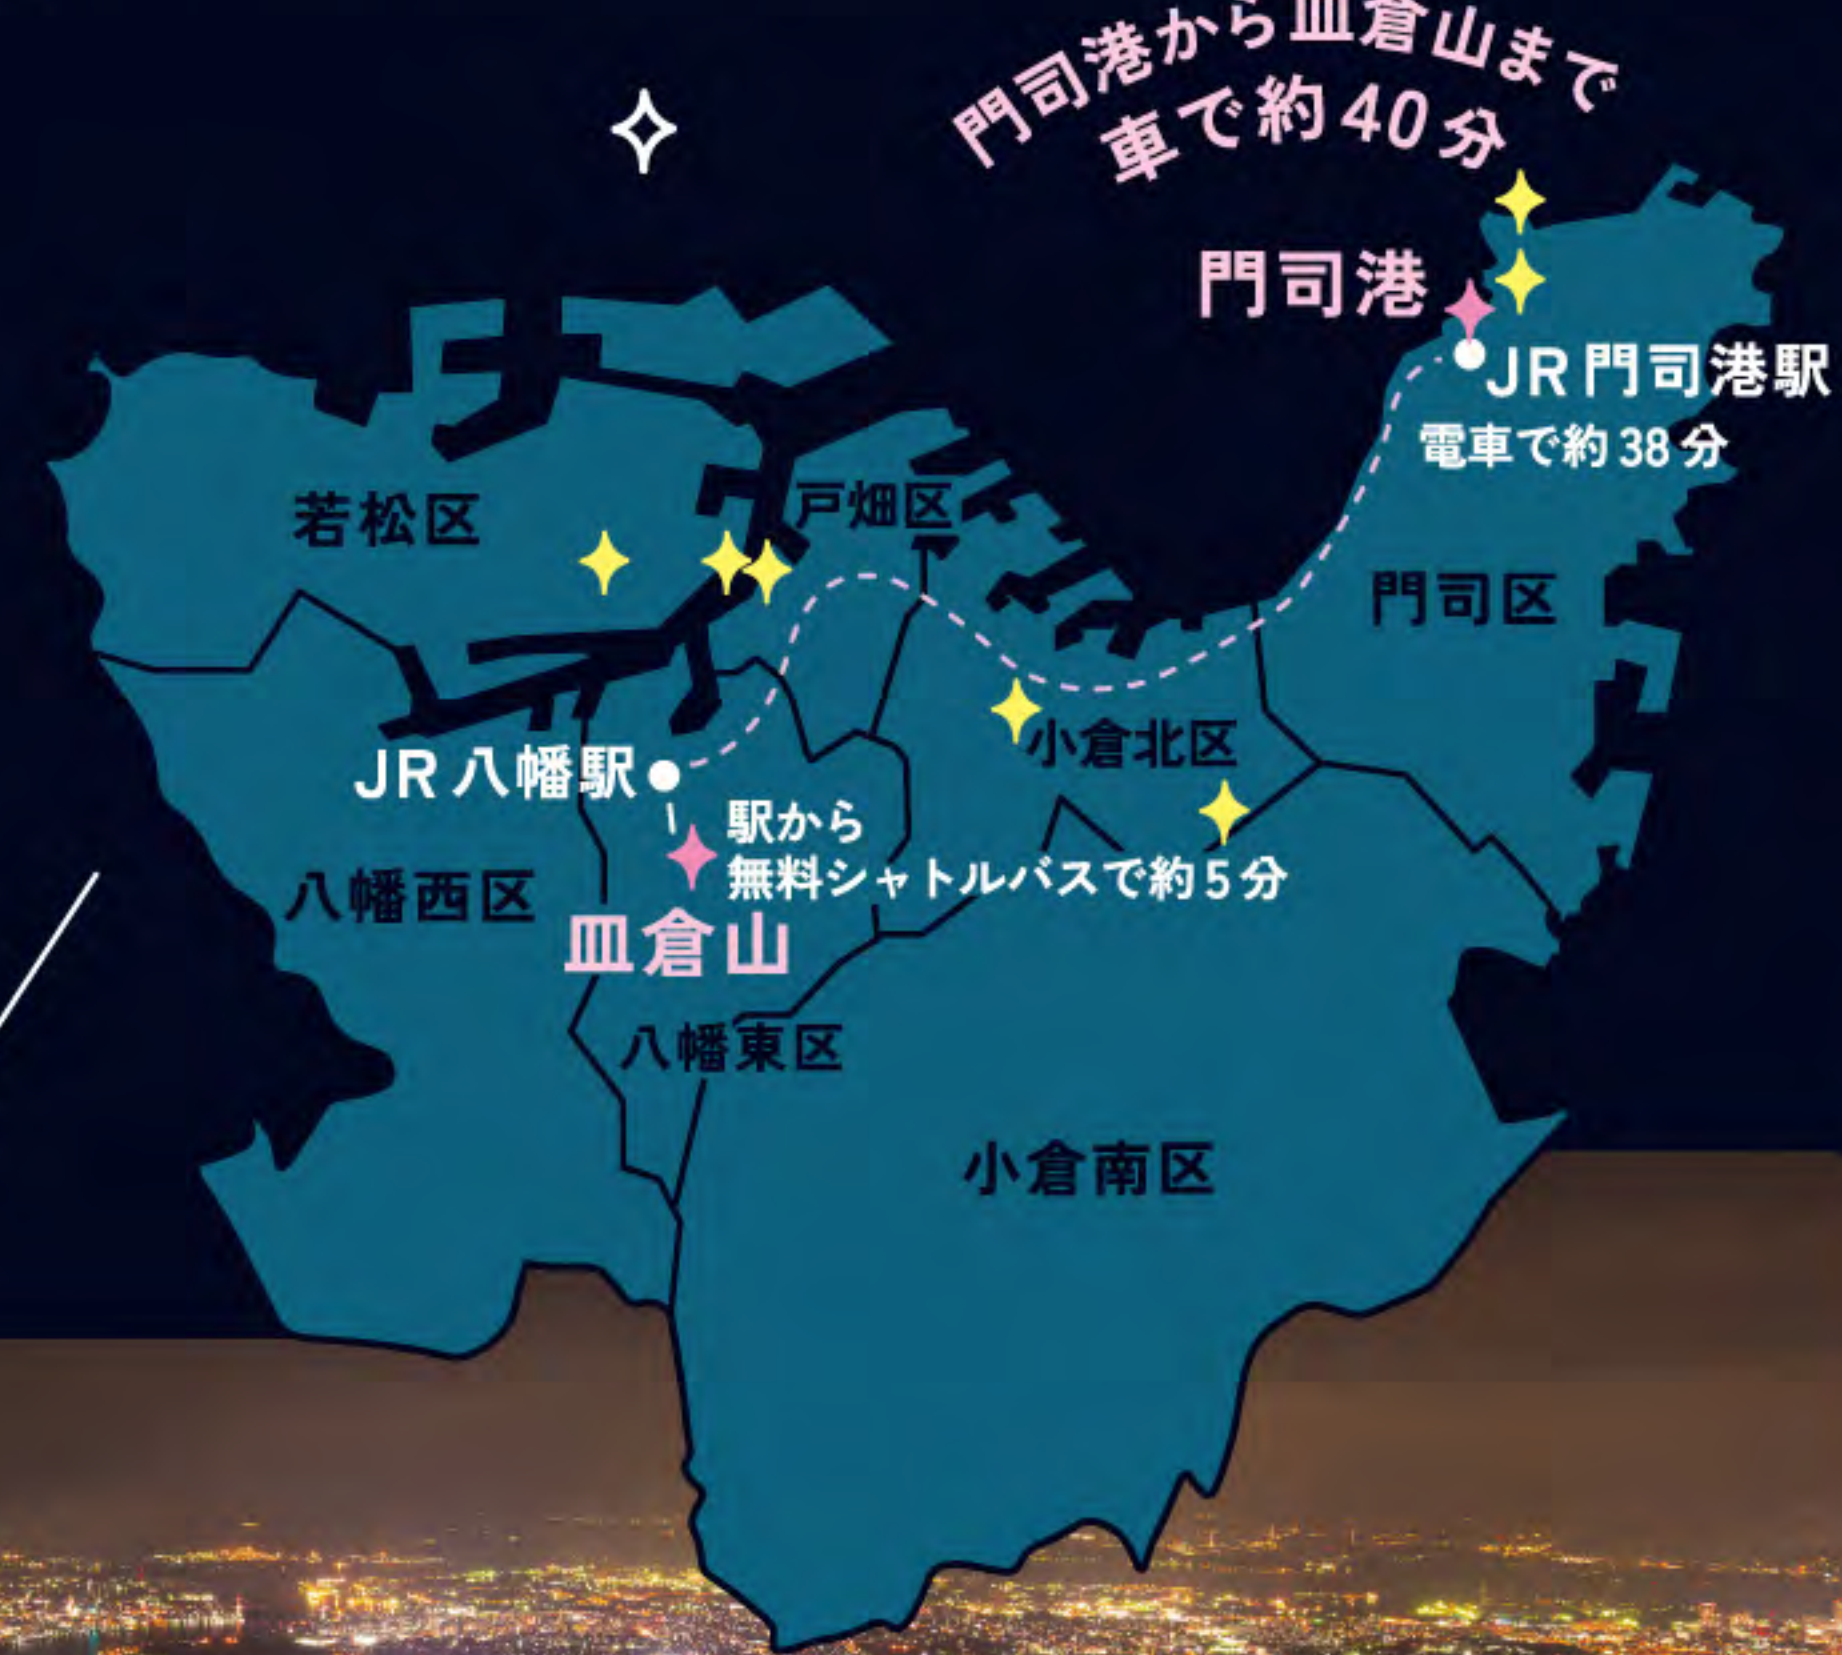 門司港から皿倉山まで
車で約40分
門司港
JR門司港駅
電車で約38分
若松区
戸畑区
門司区
小倉北区
JR八幡駅
駅から
無料シャトルバスで約5分
八幡西区
皿倉山
八幡東区
小倉南区